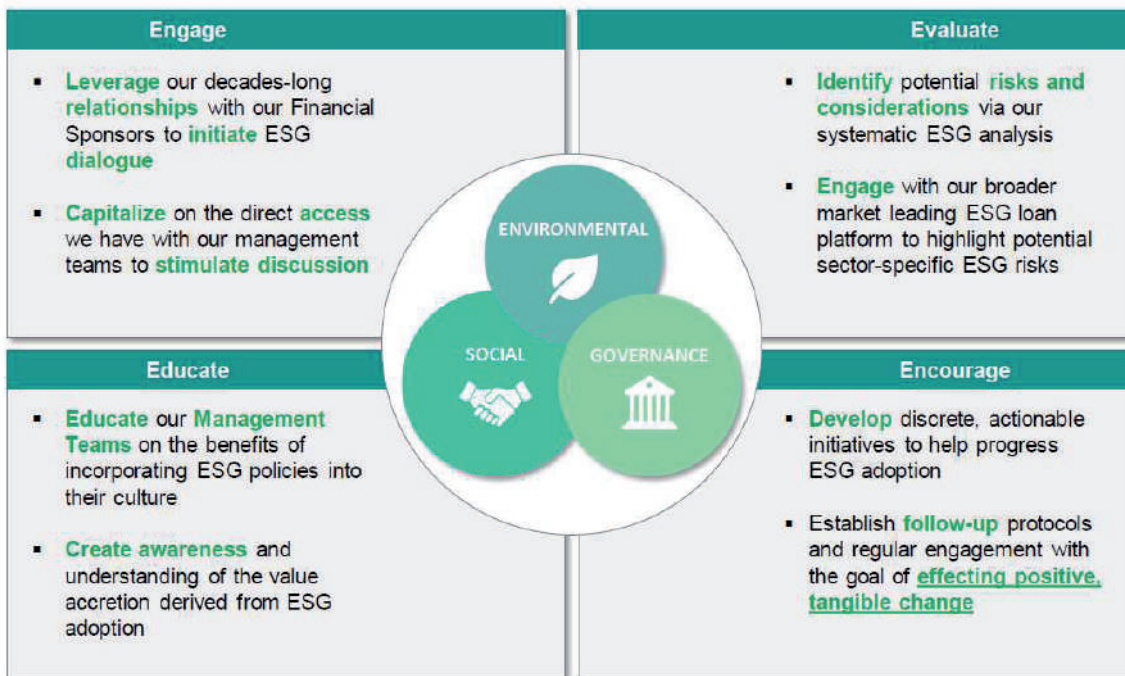 Engage
▪ Leverage our decades-long
relationships with our Financial
Sponsors to initiate ESG
dialogue
▪ Capitalize on the direct access
we have with our management
teams to stimulate discussion
Evaluate
▪ Identify potential risks and
considerations via our
systematic ESG analysis
▪ Engage with our broader
market leading ESG loan
platform to highlight potential
sector-specific ESG risks
ENVIRONMENTAL
SOCIAL
GOVERNANCE
Educate
▪ Educate our Management
Teams on the benefits of
incorporating ESG policies into
their culture
▪ Create awareness and
understanding of the value
accretion derived from ESG
adoption
Encourage
▪ Develop discrete, actionable
initiatives to help progress
ESG adoption
▪ Establish follow-up protocols
and regular engagement with
the goal of effecting positive,
tangible change